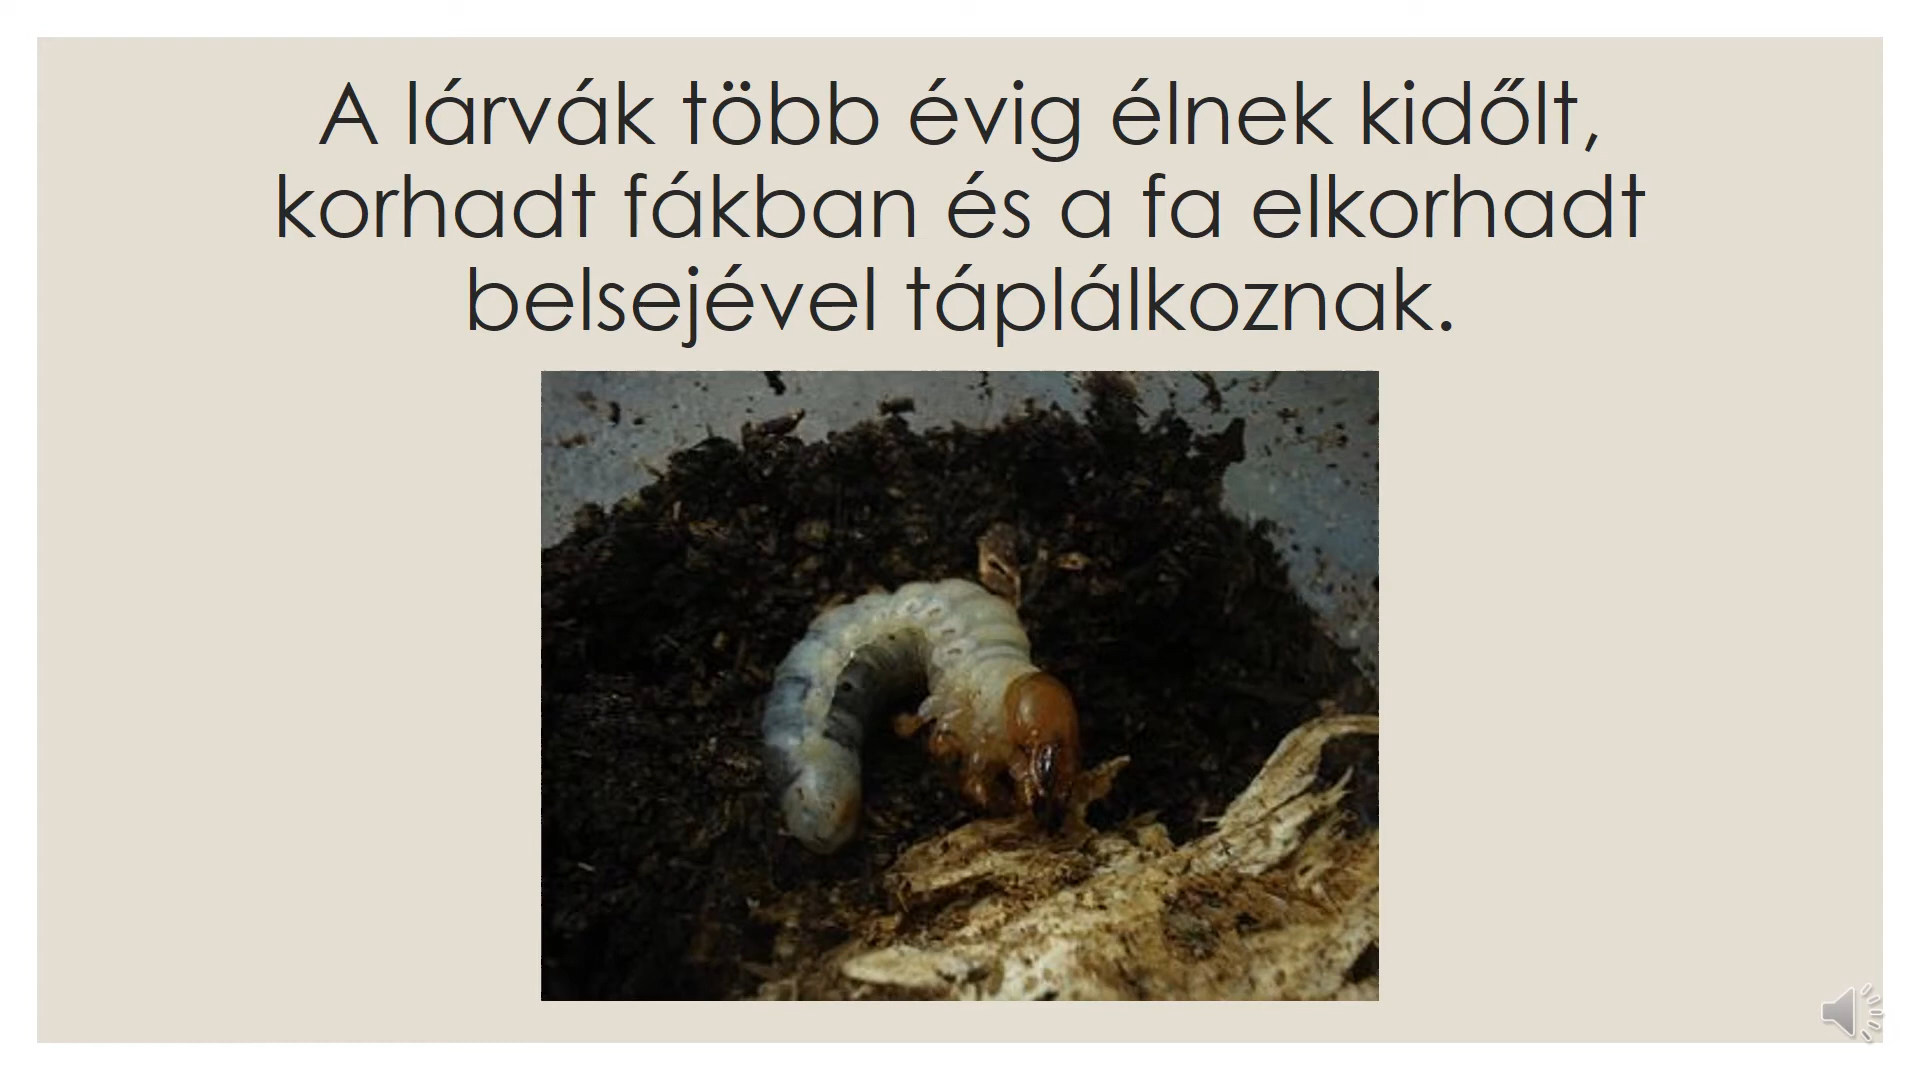 A lárvák több évig élnek kidőlt,
korhadt fákban és a fa elkorhadt
belsejével táplálkoznak.